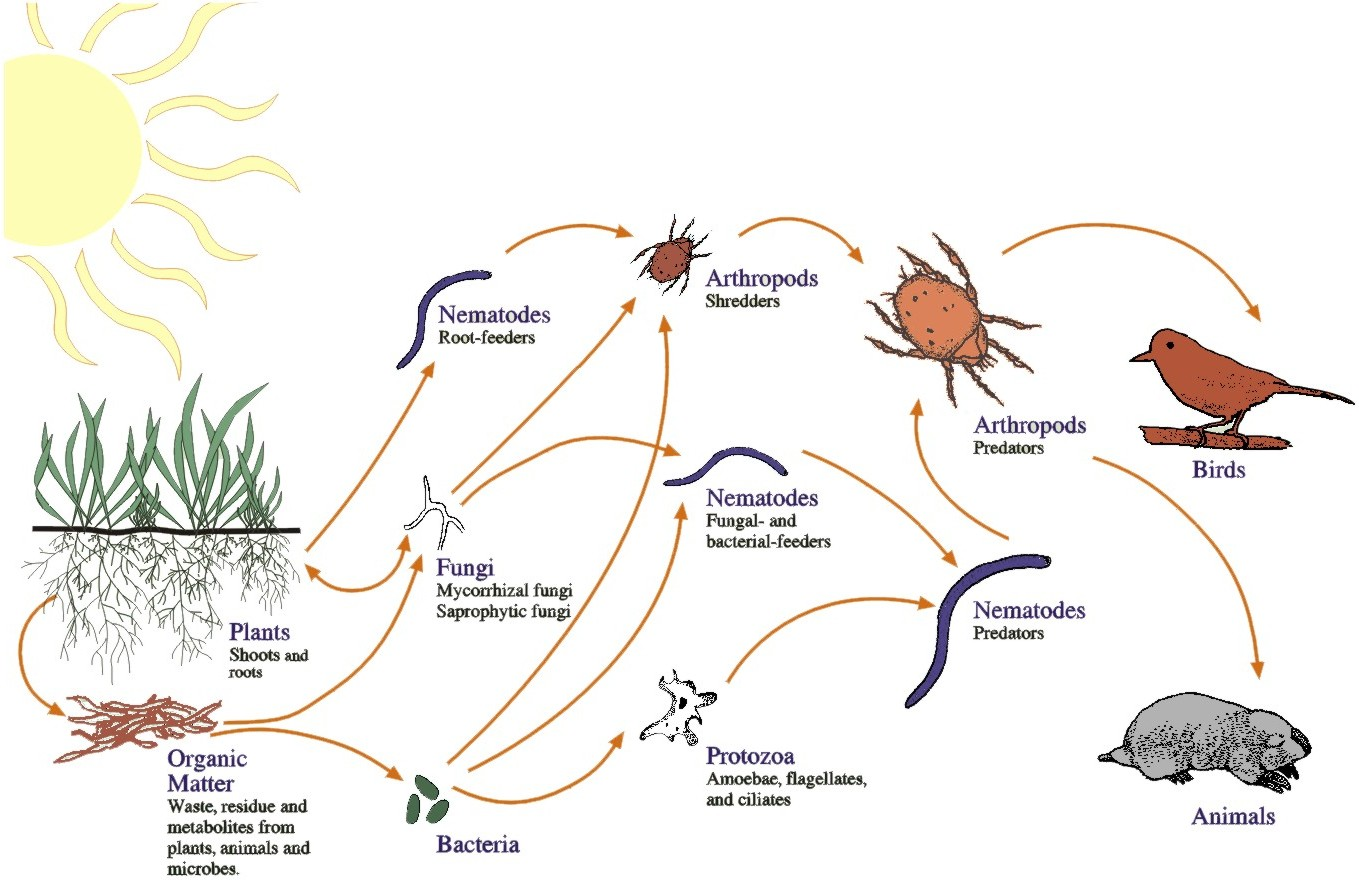 Arthropods
Shredders
Nematodes
Root-feeders
Arthropods
Predators
Birds
Nematodes
Fungal- and
bacterial-feeders
Fungi
Mycorrhizal fungi
Saprophytic fungi
Nematodes
Predators
Plants
Shoots and
roots
Organic
Matter
Waste, residue and
metabolites from
plants, animals and
microbes.
Protozoa
Amoebae, flagellates,
and ciliates
Bacteria
Animals